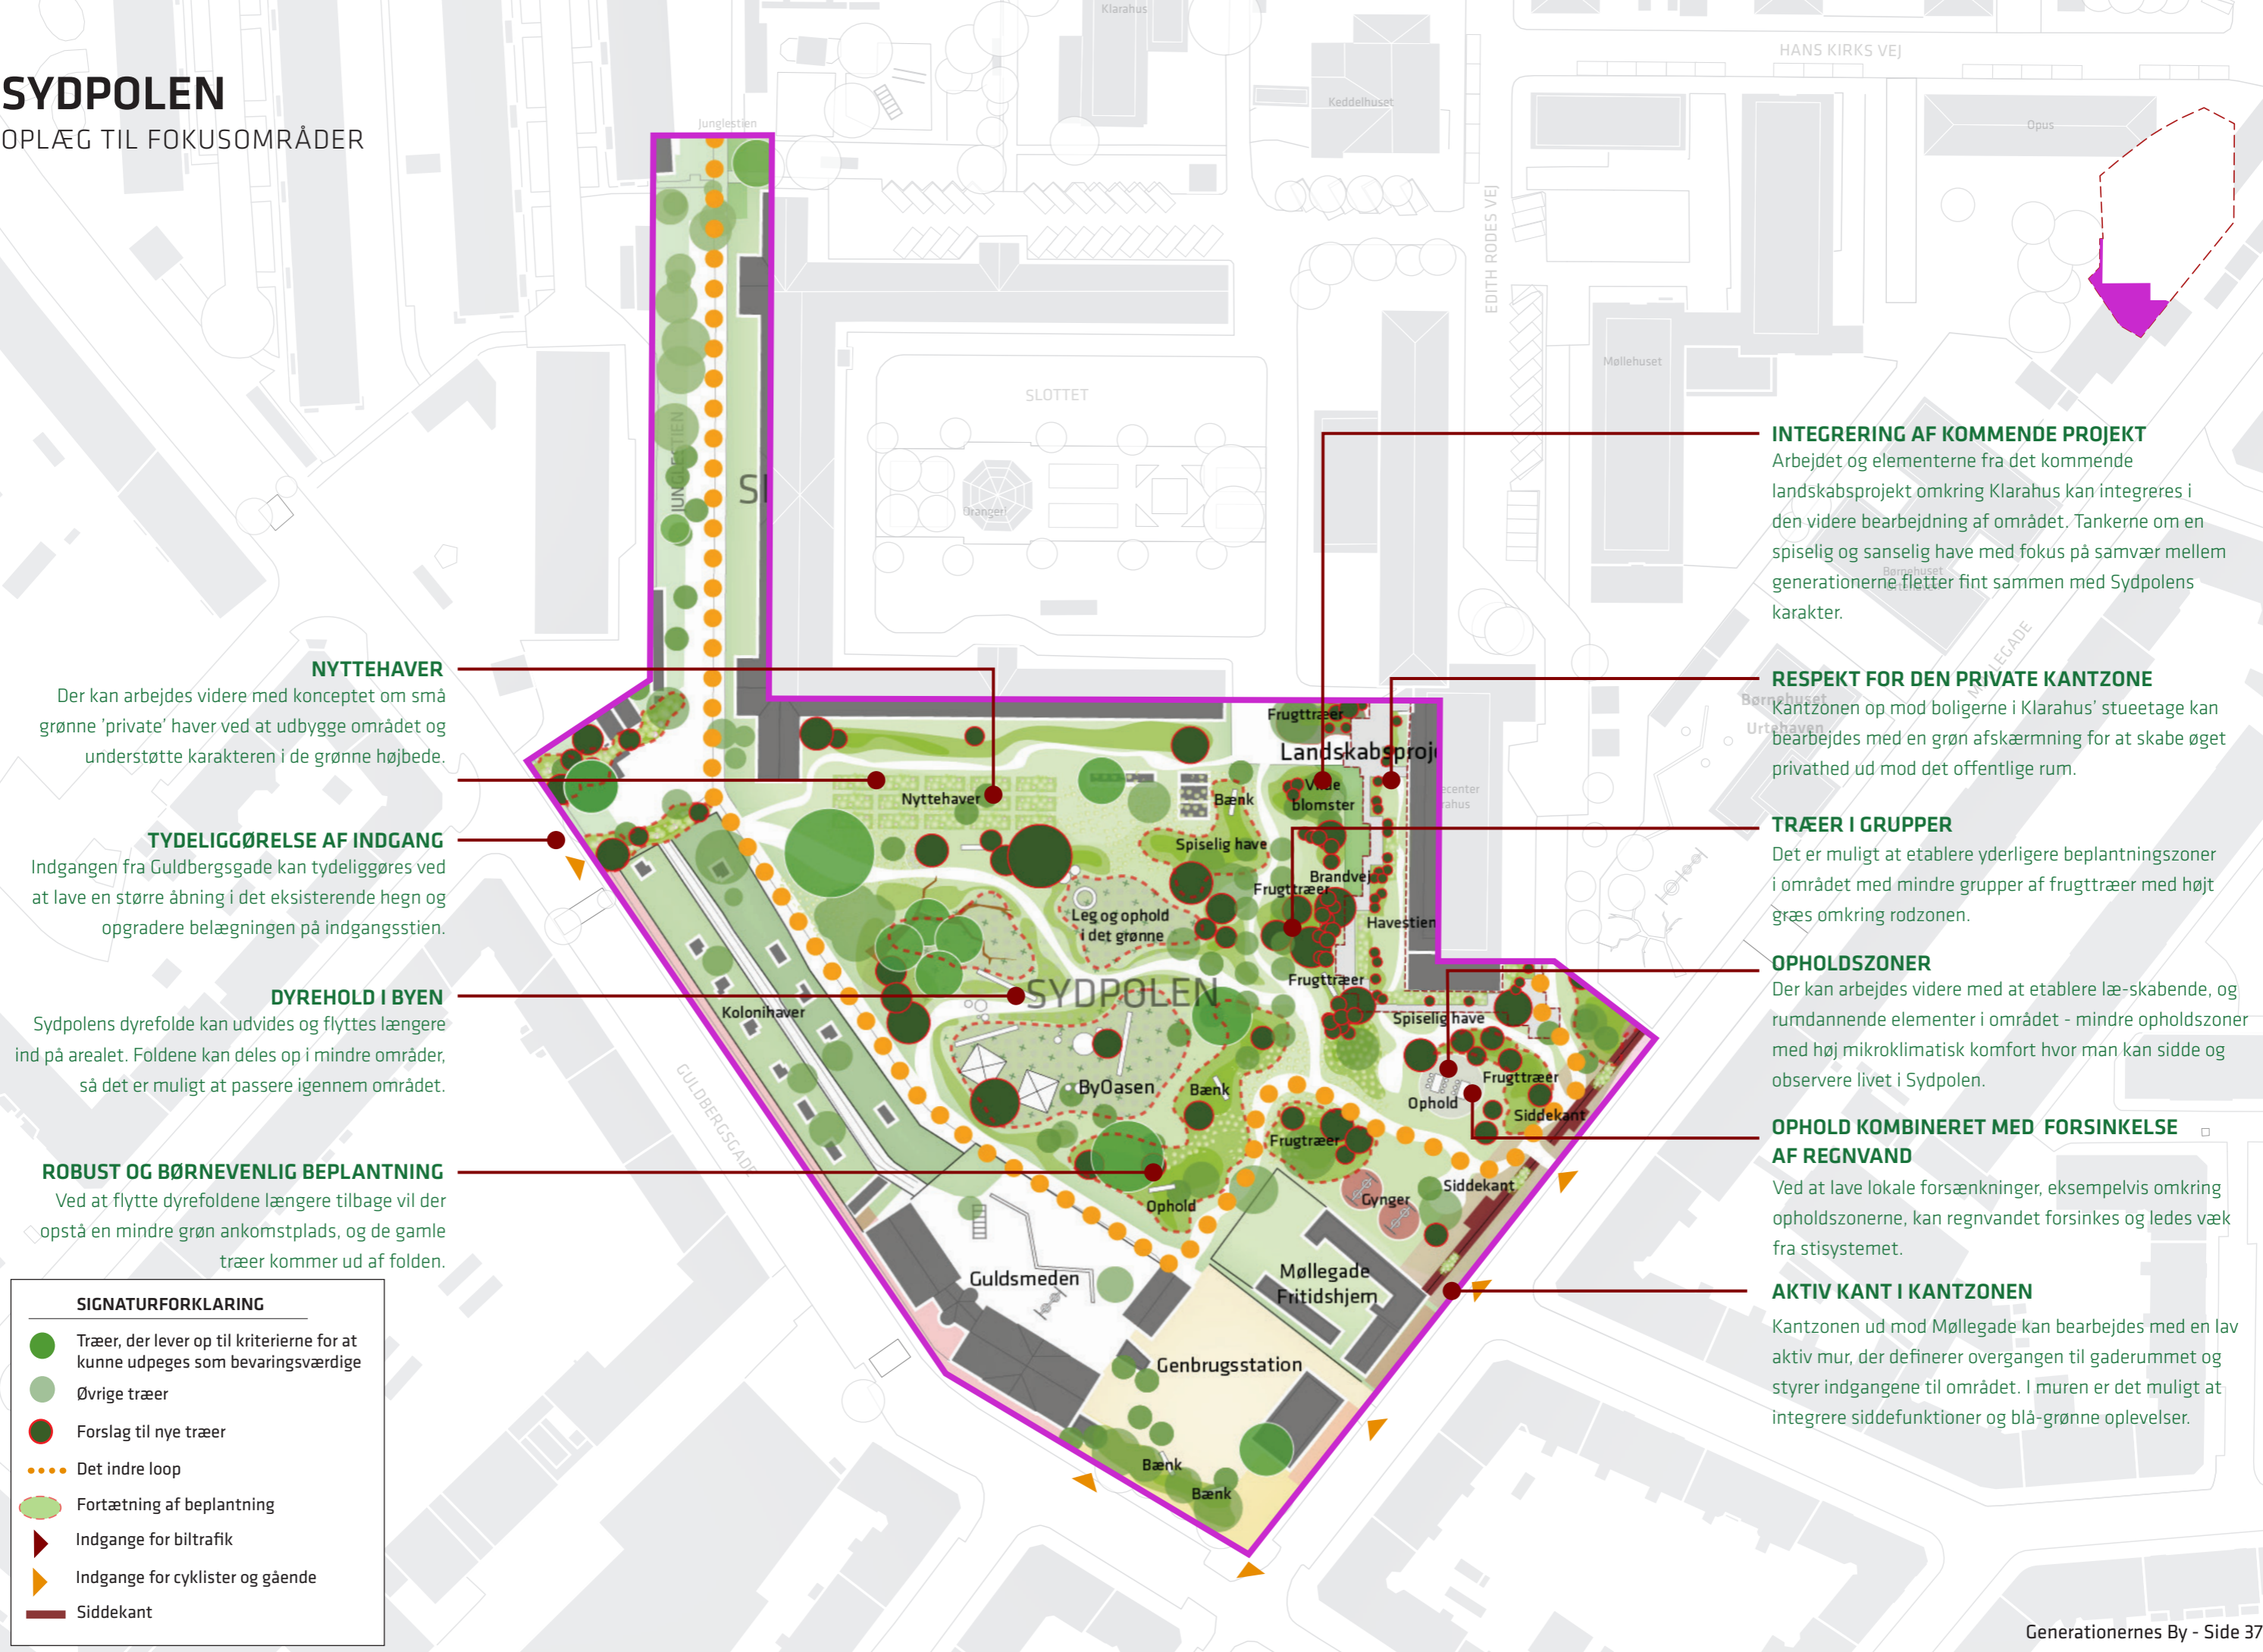 SYDPOLEN
OPLÆG TIL FOKUSOMRÅDER
Klarahus
HANS KIRKS VEJ
Keddelhuset
Opus
Junglestien
EDITH RODES VEJ
Møllehuset
SLOTTET
Orangeri
JUNGLESTIEN
INTEGRERING AF KOMMENDE PROJEKT
Arbejdet og elementerne fra det kommende
landskabsprojekt omkring Klarahus kan integreres i
den videre bearbejdning af området. Tankerne om en
spiselig og sanselig have med fokus på samvær mellem
generationerne fletter fint sammen med Sydpolens
karakter.
Børnehuset
Børnehuset
Urtehaven
NYTTEHAVER
Der kan arbejdes videre med konceptet om små
grønne 'private' haver ved at udbygge området og
understøtte karakteren i de grønne højbede.
RESPEKT FOR DEN PRIVATE KANTZONE
Kantzonen op mod boligerne i Klarahus' stueetage kan
bearbejdes med en grøn afskærmning for at skabe øget
privathed ud mod det offentlige rum.
TYDELIGGØRELSE AF INDGANG
Indgangen fra Guldbergsgade kan tydeliggøres ved
at lave en større åbning i det eksisterende hegn og
opgradere belægningen på indgangsstien.
TRÆER I GRUPPER
Det er muligt at etablere yderligere beplantningszoner
i området med mindre grupper af frugttræer med højt
græs omkring rodzonen.
DYREHOLD I BYEN
Sydpolens dyrefolde kan udvides og flyttes længere
ind på arealet. Foldene kan deles op i mindre områder,
så det er muligt at passere igennem området.
OPHOLDSZONER
Der kan arbejdes videre med at etablere læ-skabende, og
rumdannende elementer i området - mindre opholdszoner
med høj mikroklimatisk komfort hvor man kan sidde og
observere livet i Sydpolen.
OPHOLD KOMBINERET MED FORSINKELSE
AF REGNVAND
Ved at lave lokale forsænkninger, eksempelvis omkring
opholdszonerne, kan regnvandet forsinkes og ledes væk
fra stisystemet.
ROBUST OG BØRNEVENLIG BEPLANTNING
Ved at flytte dyrefoldene længere tilbage vil der
opstå en mindre grøn ankomstplads, og de gamle
træer kommer ud af folden.
AKTIV KANT I KANTZONEN
Kantzonen ud mod Møllegade kan bearbejdes med en lav
aktiv mur, der definerer overgangen til gaderummet og
styrer indgangene til området. I muren er det muligt at
integrere siddefunktioner og blå-grønne oplevelser.
Frugttræer
Landskabsproje
Nyttehaver
Bænk
Vilde
blomster
Spiselig have
Brandvej
Frugttræer
Leg og ophold
i det grønne
Havestien
Frugttræer
SYDPOLEN
Kolonihaver
Spiselig have
GULDBERGSGADE
ByOasen
Bænk
Frugttræer
Ophold
Siddekant
Frugtræer
Siddekant
Gynger
Ophold
Guldsmeden
Møllegade
Fritidshjem
Genbrugsstation
Bænk
Bænk
SIGNATURFORKLARING
Træer, der lever op til kriterierne for at
kunne udpeges som bevaringsværdige
Øvrige træer
Forslag til nye træer
Det indre loop
Fortætning af beplantning
Indgange for biltrafik
Indgange for cyklister og gående
Siddekant
Generationernes By - Side 37